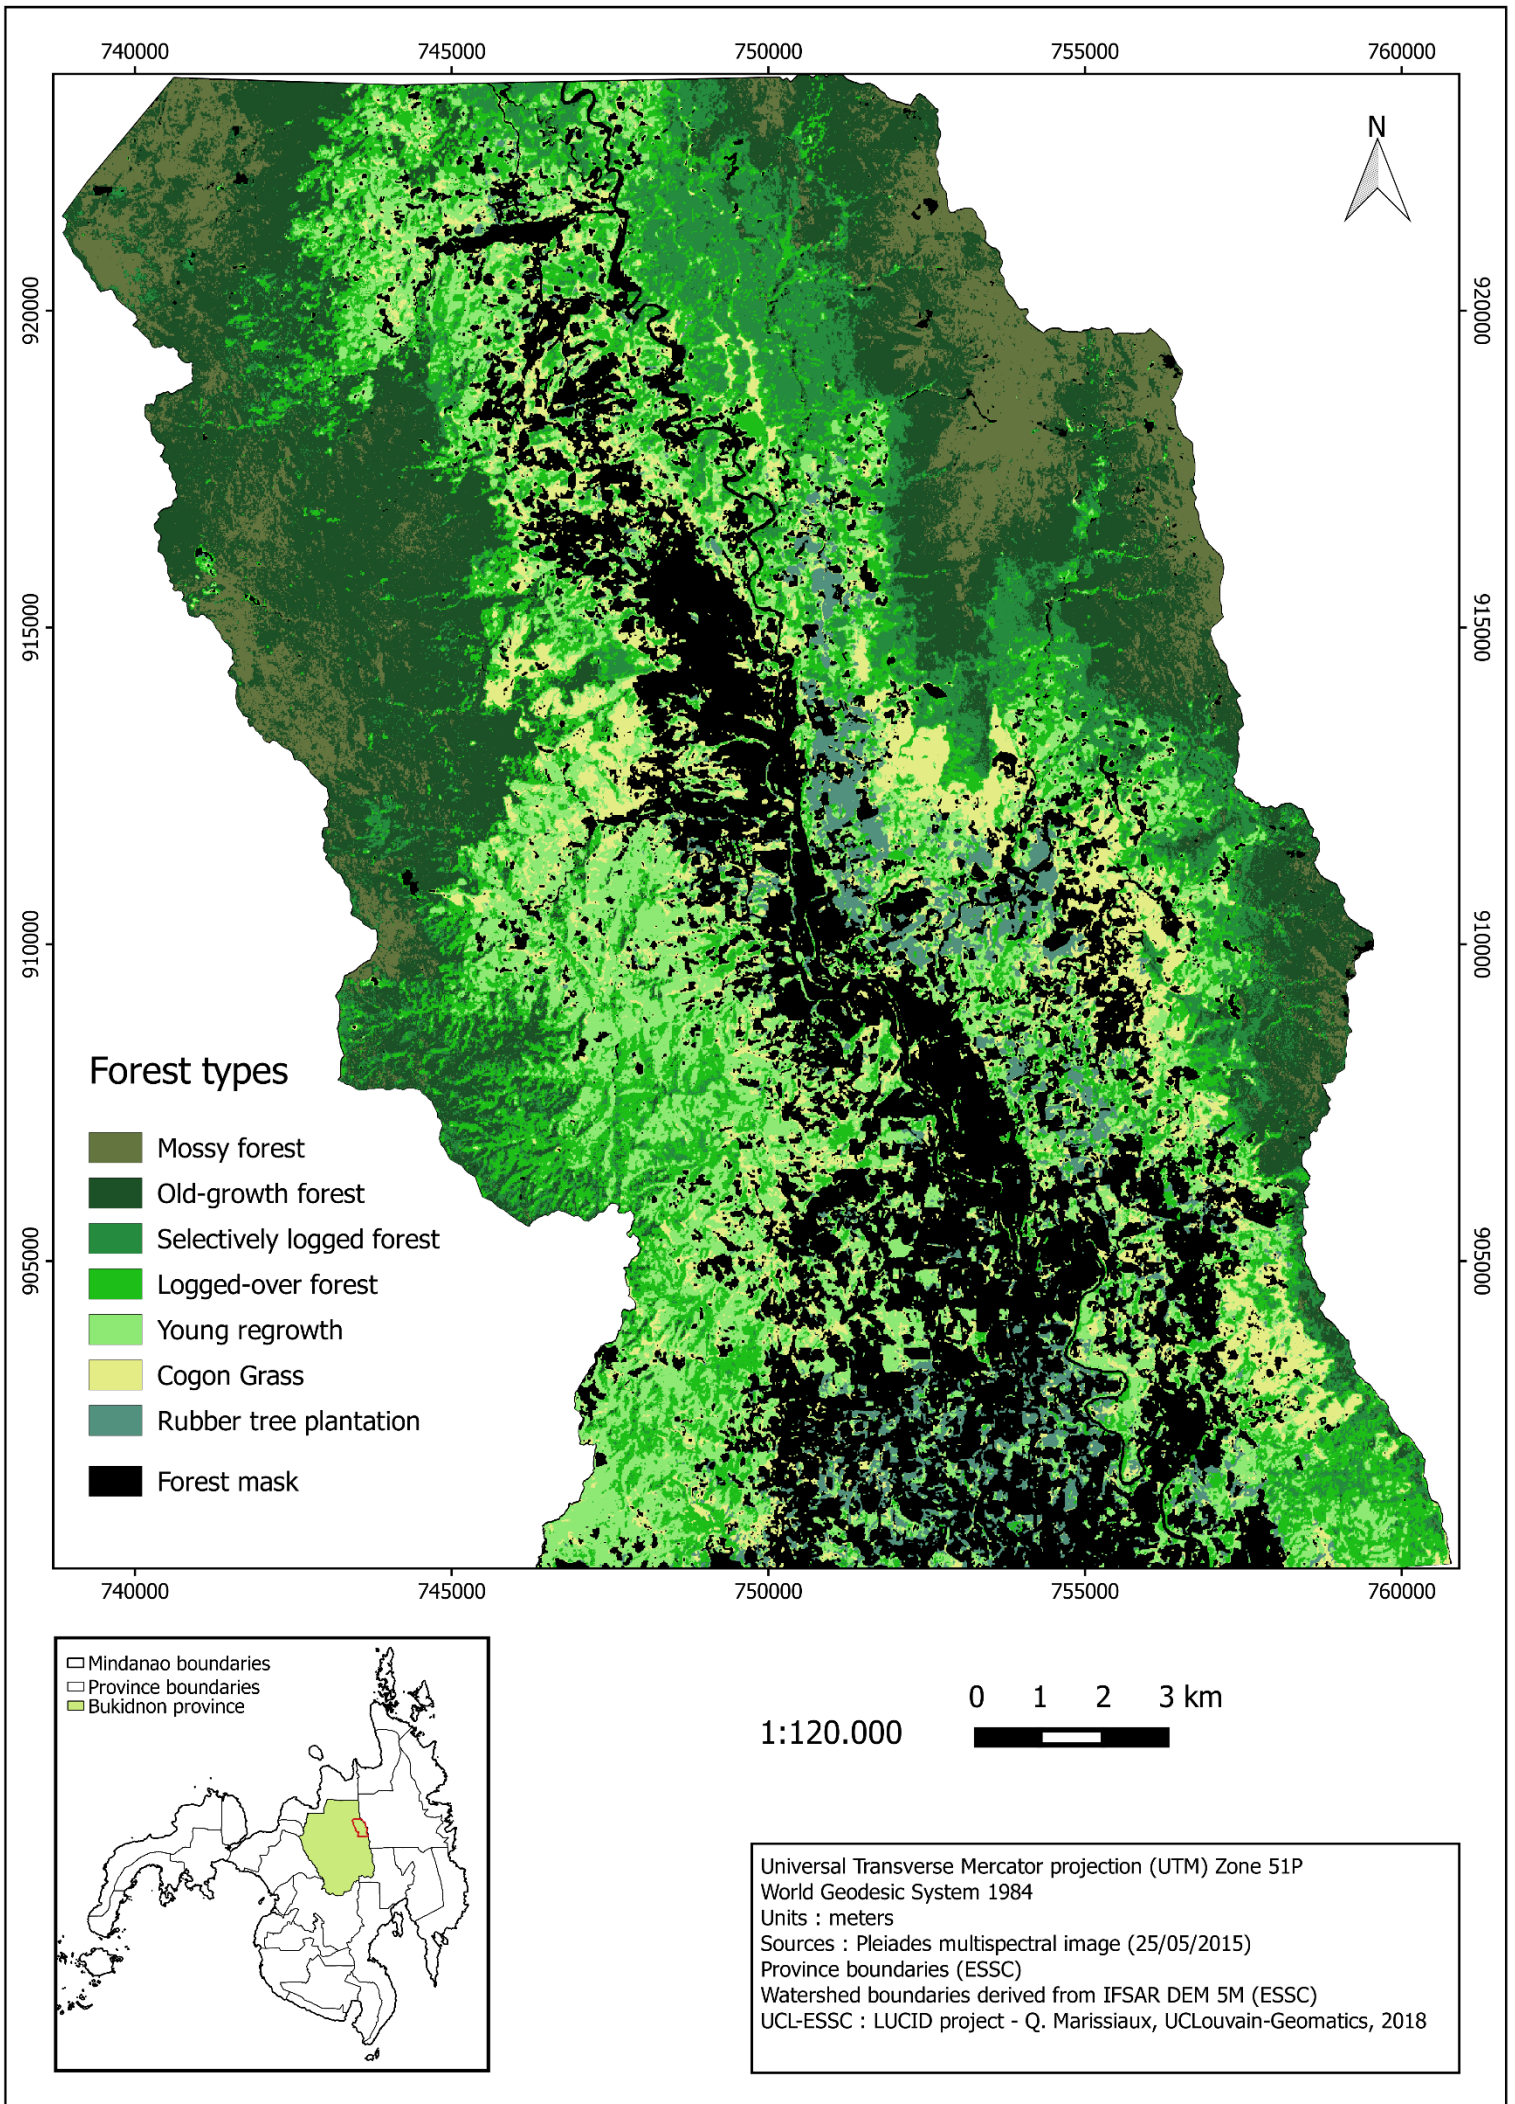 740000 745000 750000 755000 760000
N
920000 920000
915000 915000
910000 910000
905000 905000
Forest types
Mossy forest
Old-growth forest
Selectively logged forest
Logged-over forest
Young regrowth
Cogon Grass
Rubber tree plantation
Forest mask
740000 745000 750000 755000 760000
Mindanao boundaries
Province boundaries
Bukidnon province
0 1 2 3 km
1:120.000
Universal Transverse Mercator projection (UTM) Zone 51P
World Geodesic System 1984
Units : meters
Sources : Pleiades multispectral image (25/05/2015)
Province boundaries (ESSC)
Watershed boundaries derived from IFSAR DEM 5M (ESSC)
UCL-ESSC : LUCID project - Q. Marissiaux, UCLouvain-Geomatics, 2018